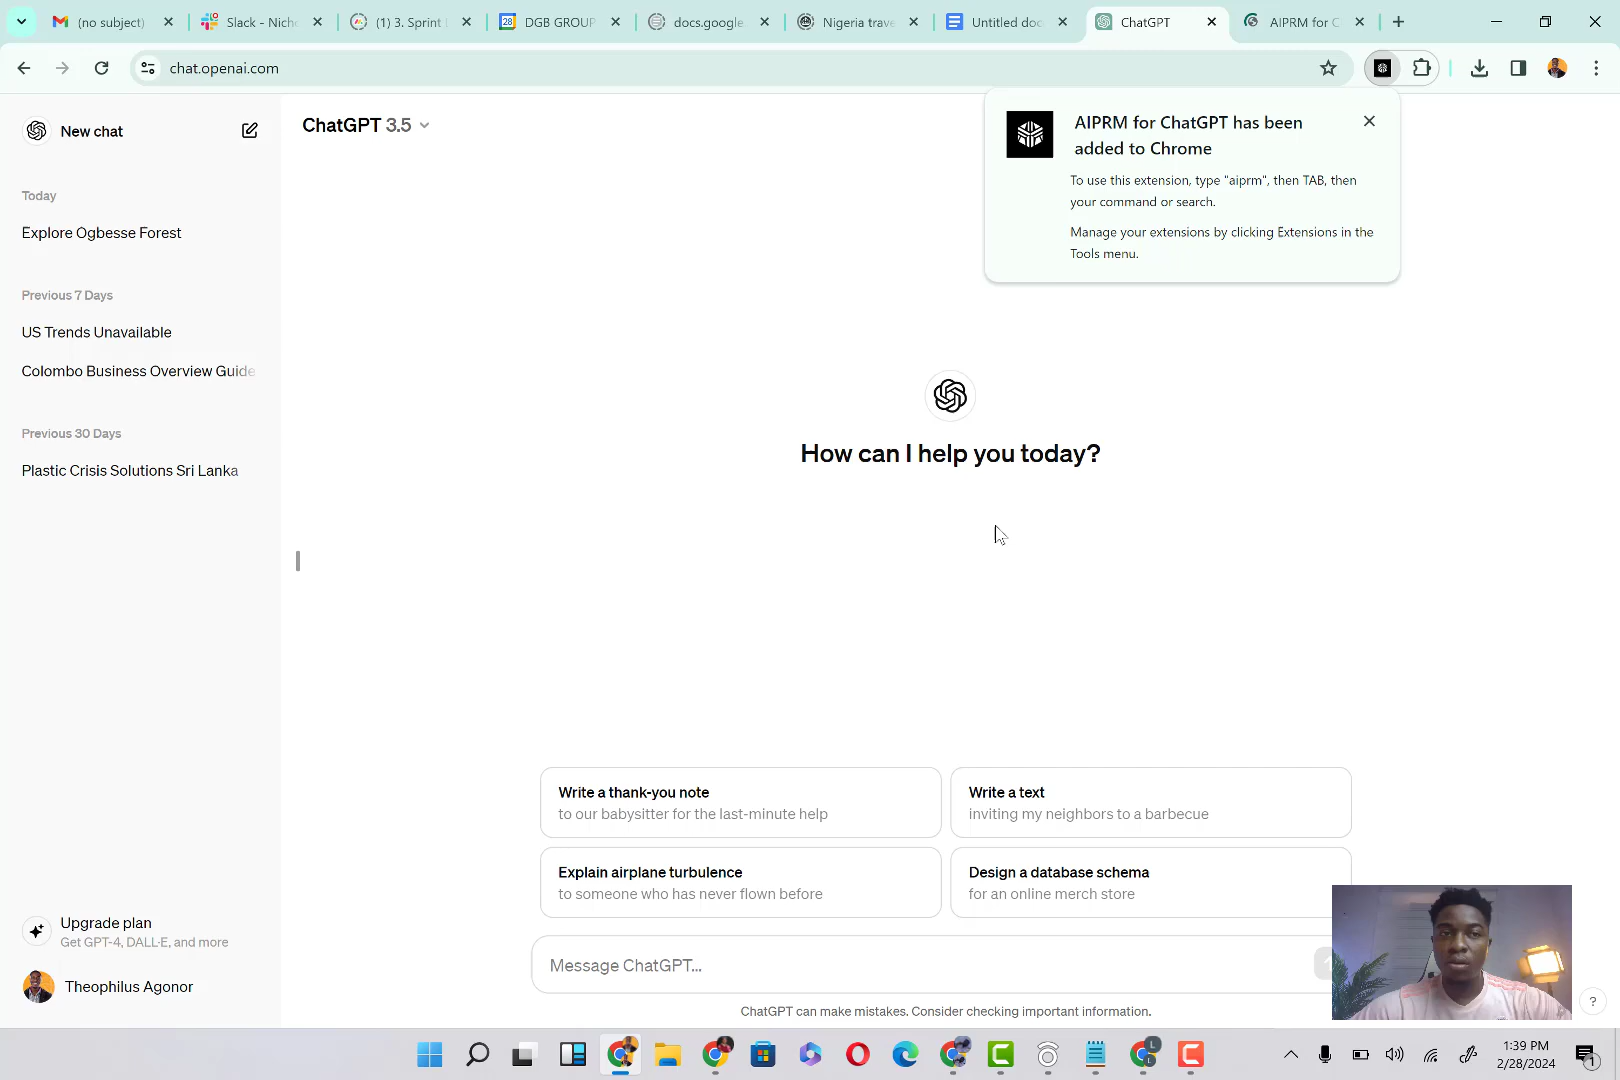 (no subject)
Slack - Nich
(1) 3. Sprint
DGB GROUP
docs.google.
Nigeria trave
Untitled doc
ChatGPT
AIPRM for C
chat.openai.com
New chat
ChatGPT 3.5
AIPRM for ChatGPT has been
added to Chrome
To use this extension, type "aiprm", then TAB, then
your command or search.
Manage your extensions by clicking Extensions in the
Tools menu.
Today
Explore Ogbesse Forest
Previous 7 Days
US Trends Unavailable
Colombo Business Overview Guide
Previous 30 Days
Plastic Crisis Solutions Sri Lanka
How can I help you today?
Write a thank-you note
to our babysitter for the last-minute help
Write a text
inviting my neighbors to a barbecue
Explain airplane turbulence
to someone who has never flown before
Design a database schema
for an online merch store
Upgrade plan
Get GPT-4, DALL·E, and more
Theophilus Agonor
Message ChatGPT...
ChatGPT can make mistakes. Consider checking important information.
?
1:39 PM
2/28/2024